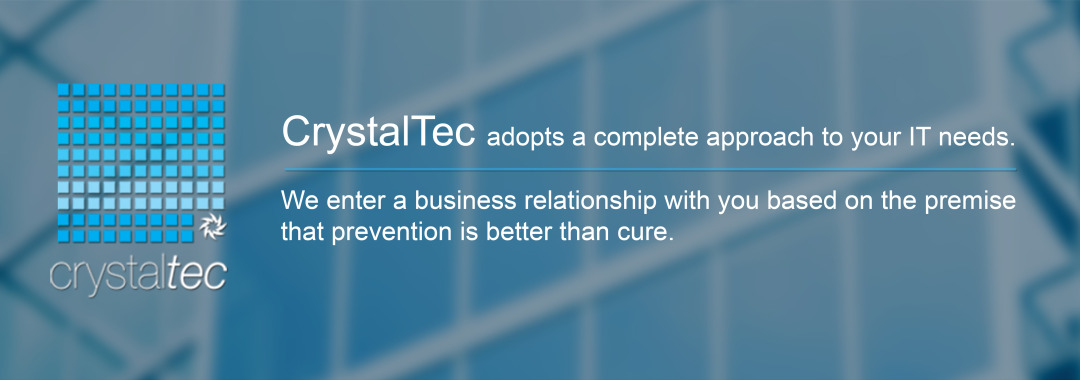 CrystalTec adopts a complete approach to your IT needs.
We enter a business relationship with you based on the premise
that prevention is better than cure.
crystaltec